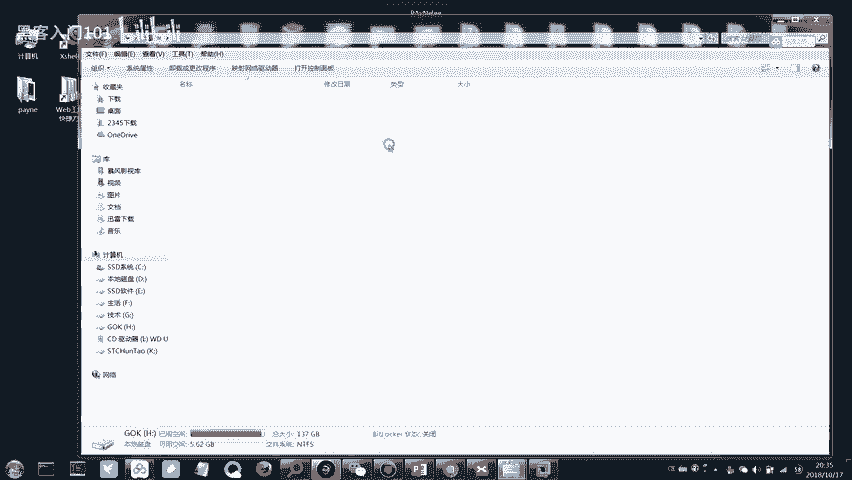 黑客入门101
bilibili
计算机
Xshell
payne
文件(F) 编辑(E) 查看(V) 工具(T) 帮助(H)
组织 系统属性 卸载或更改程序 映射网络驱动器 打开控制面板
名称 修改日期 类型 大小
收藏夹
下载
桌面
2345下载
OneDrive
库
暴风影视库
视频
图片
文档
迅雷下载
音乐
计算机
SSD系统 (C:)
本地磁盘 (D:)
SSD软件 (E:)
生活 (F:)
技术 (G:)
GOK (H:)
CD 驱动器 (I:) WD U
STCHunTao (K:)
网络
GOK (H:) 已用空间: 总大小: 137 GB BitLocker 状态: 关闭
本地磁盘 可用空间: 5.62 GB 文件系统: NTFS
20:35
2018/10/17